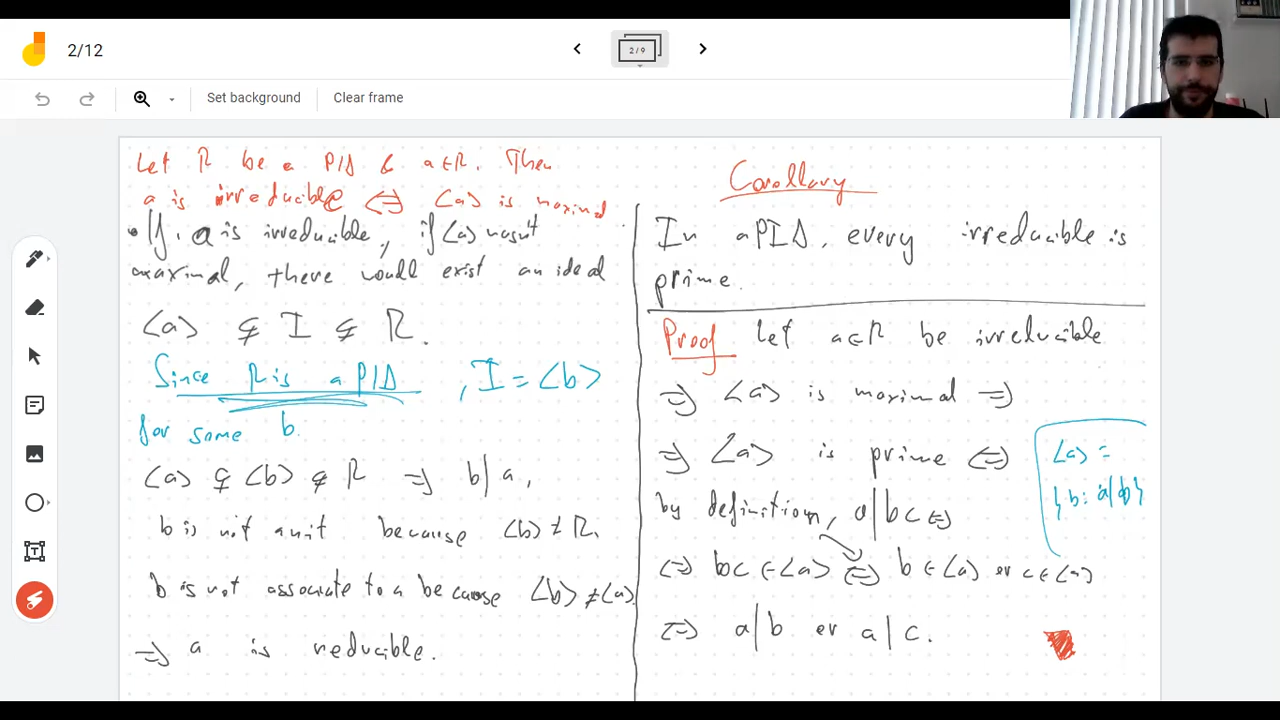 2/12
2/9
Set background
Clear frame
Let R be a PID & a∈R. Then
a is irreducible ⇔ ⟨a⟩ is maximal
• If a is irreducible, if ⟨a⟩ wasn't
maximal, there would exist an ideal
⟨a⟩ ⊊ I ⊊ R.
Since R is a PID, I = ⟨b⟩
for some b.
⟨a⟩ ⊊ ⟨b⟩ ⊊ R ⇒ b|a,
b is not a unit because ⟨b⟩ ≠ R.
b is not associate to a because ⟨b⟩ ≠ ⟨a⟩
⇒ a is reducible.
Corollary
In a PID, every irreducible is
prime.
Proof Let a∈R be irreducible
⇒ ⟨a⟩ is maximal ⇒
⇒ ⟨a⟩ is prime ⇔
by definition, a|bc ⇔
⇔ bc ∈ ⟨a⟩ ⇔ b ∈ ⟨a⟩ or c ∈ ⟨a⟩
⇔ a|b or a|c.
⟨a⟩ =
{b: a|b}